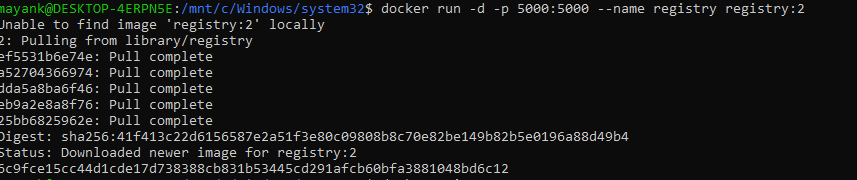 mayank@DESKTOP-4ERPN5E:/mnt/c/Windows/system32$ docker run -d -p 5000:5000 --name registry registry:2
Unable to find image 'registry:2' locally
2: Pulling from library/registry
ef5531b6e74e: Pull complete
a52704366974: Pull complete
dda5a8ba6f46: Pull complete
eb9a2e8a8f76: Pull complete
25bb6825962e: Pull complete
Digest: sha256:41f413c22d6156587e2a51f3e80c09808b8c70e82be149b82b5e0196a88d49b4
Status: Downloaded newer image for registry:2
6c9fce15cc44d1cde17d738388cb831b53445cd291afcb60bfa3881048bd6c12